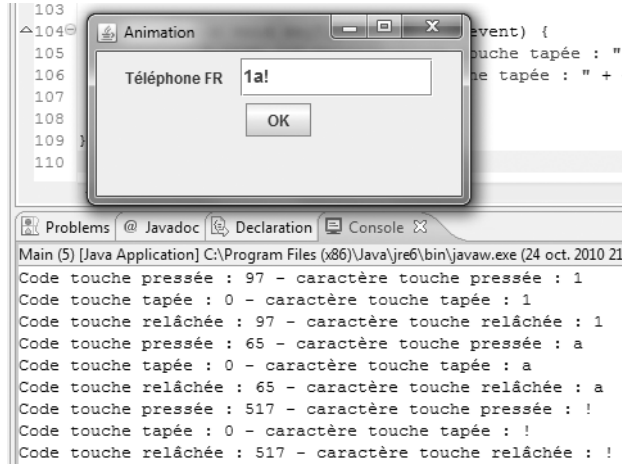 103
104
Animation
event) {
105
ouche tapée : "
106
Téléphone FR
1a!
he tapée : " +
107
108
OK
109 }
110
Problems @ Javadoc Declaration Console
Main (5) [Java Application] C:\Program Files (x86)\Java\jre6\bin\javaw.exe (24 oct. 2010 21
Code touche pressée : 97 - caractère touche pressée : 1
Code touche tapée : 0 - caractère touche tapée : 1
Code touche relâchée : 97 - caractère touche relâchée : 1
Code touche pressée : 65 - caractère touche pressée : a
Code touche tapée : 0 - caractère touche tapée : a
Code touche relâchée : 65 - caractère touche relâchée : a
Code touche pressée : 517 - caractère touche pressée : !
Code touche tapée : 0 - caractère touche tapée : !
Code touche relâchée : 517 - caractère touche relâchée : !